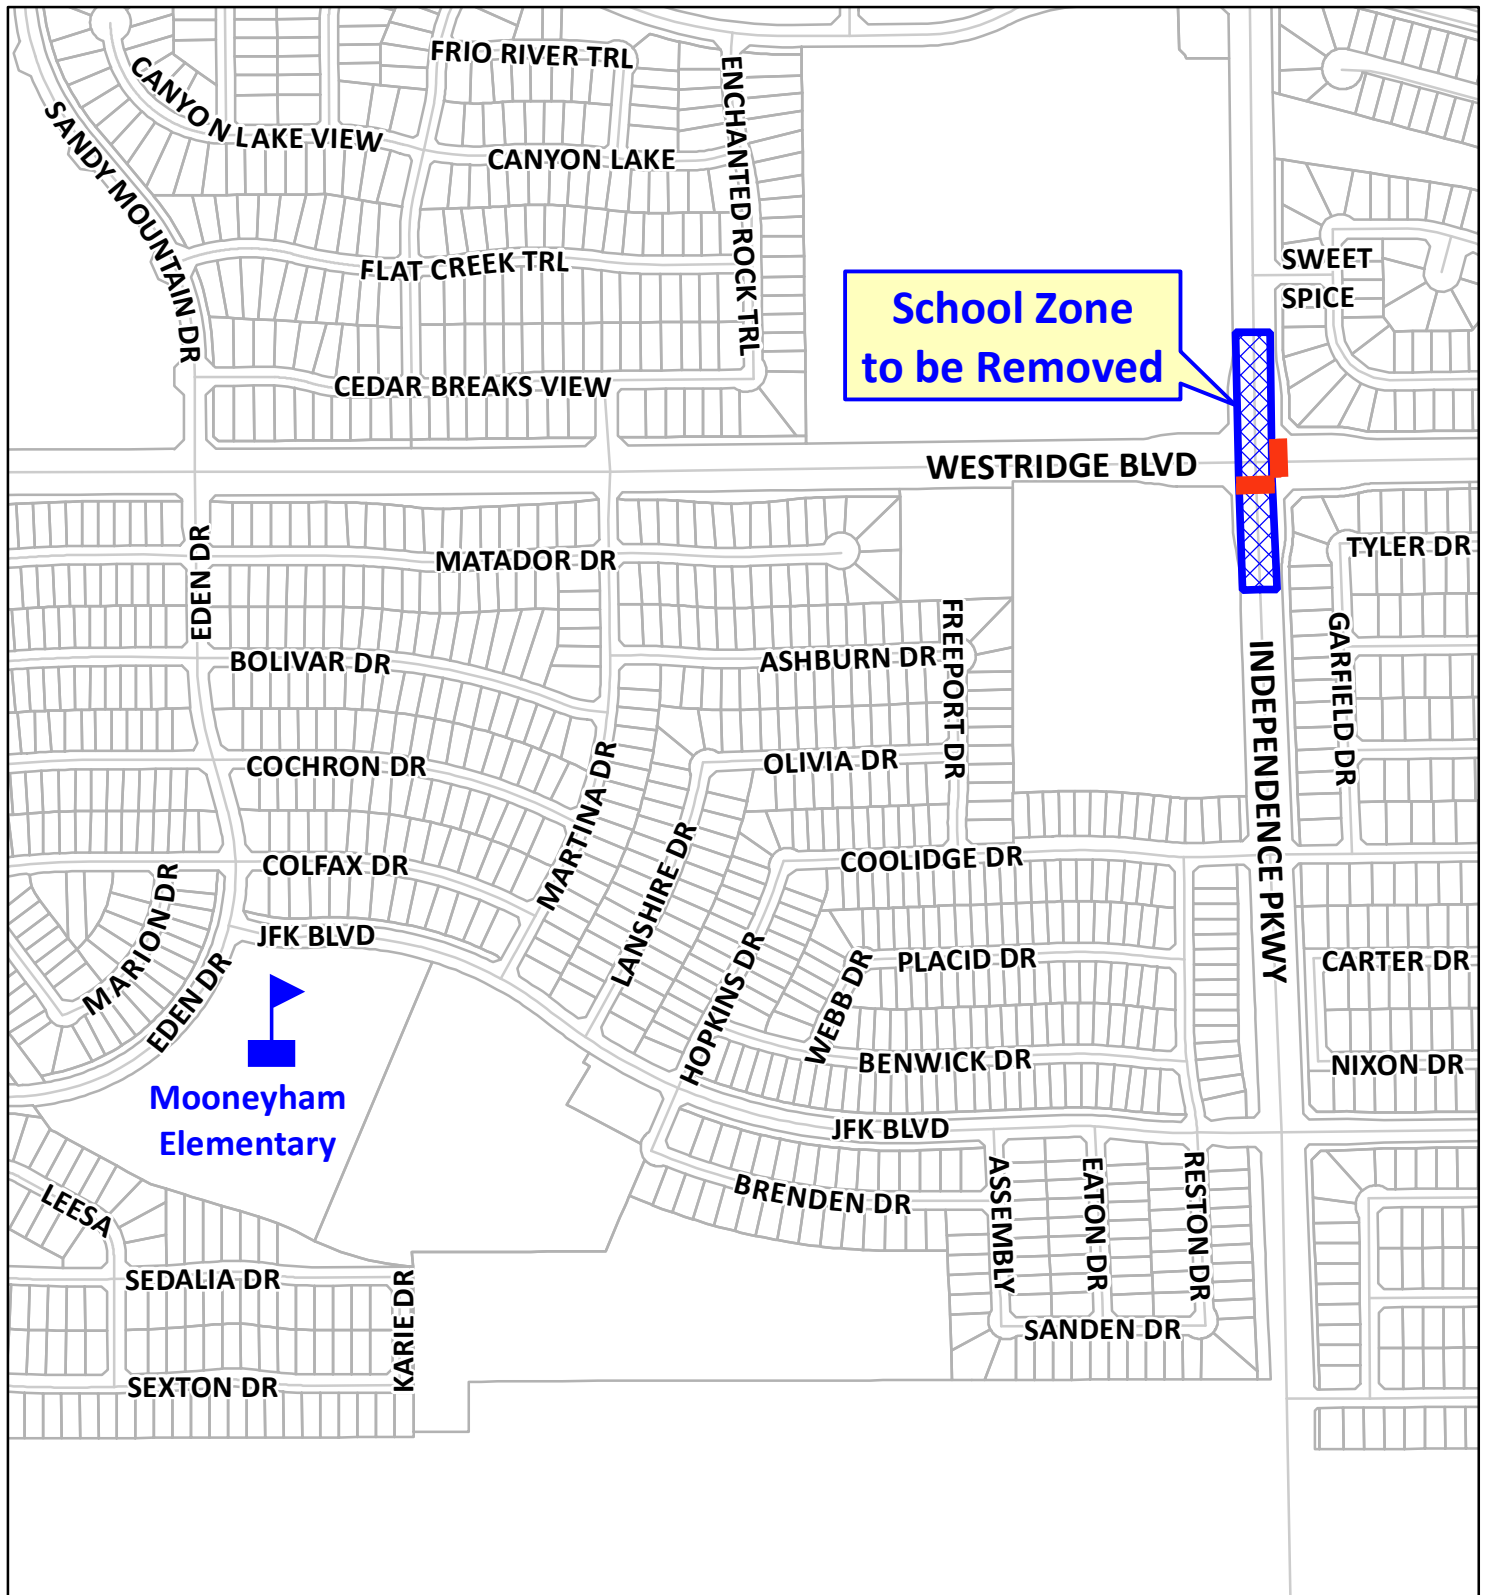 FRIO RIVER TRL
CANYON LAKE VIEW
SANDY MOUNTAIN DR
ENCHANTED ROCK TRL
CANYON LAKE
FLAT CREEK TRL
SWEET
SPICE
School Zone
to be Removed
CEDAR BREAKS VIEW
WESTRIDGE BLVD
EDEN DR
MATADOR DR
TYLER DR
FREEPORT DR
GARFIELD DR
BOLIVAR DR
ASHBURN DR
INDEPENDENCE PKWY
COCHRON DR
MARTINA DR
OLIVIA DR
LANSHIRE DR
COLFAX DR
COOLIDGE DR
MARION DR
JFK BLVD
EDEN DR
HOPKINS DR
WEBB DR
PLACID DR
CARTER DR
BENWICK DR
NIXON DR
Mooneyham
Elementary
JFK BLVD
LEESA
BRENDEN DR
ASSEMBLY
EATON DR
RESTON DR
SEDALIA DR
KARIE DR
SANDEN DR
SEXTON DR